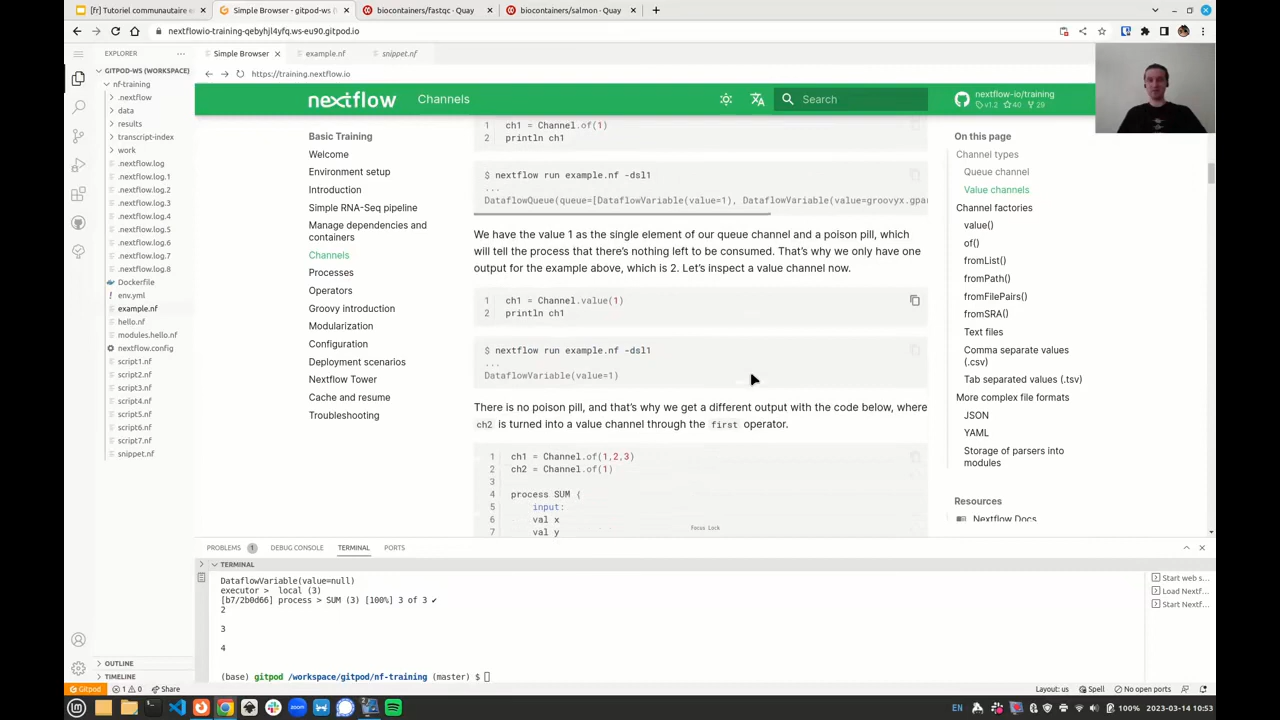 [fr] Tutoriel communautaire e
Simple Browser - gitpod-ws (
biocontainers/fastqc · Quay
biocontainers/salmon · Quay
nextflowio-training-qebyhjl4yfq.ws-eu90.gitpod.io
EXPLORER
Simple Browser
example.nf
snippet.nf
GITPOD-WS (WORKSPACE)
https://training.nextflow.io
nf-training
.nextflow
data
results
transcript-index
work
.nextflow.log
.nextflow.log.1
.nextflow.log.2
.nextflow.log.3
.nextflow.log.4
.nextflow.log.5
.nextflow.log.6
.nextflow.log.7
.nextflow.log.8
Dockerfile
env.yml
example.nf
hello.nf
modules.hello.nf
nextflow.config
script1.nf
script2.nf
script3.nf
script4.nf
script5.nf
script6.nf
script7.nf
snippet.nf
OUTLINE
TIMELINE
nextflow
Channels
Search
nextflow-io/training
v1.2 40 29
Basic Training
Welcome
Environment setup
Introduction
Simple RNA-Seq pipeline
Manage dependencies and
containers
Channels
Processes
Operators
Groovy introduction
Modularization
Configuration
Deployment scenarios
Nextflow Tower
Cache and resume
Troubleshooting
1 ch1 = Channel.of(1)
2 println ch1
$ nextflow run example.nf -dsl1
...
DataflowQueue(queue=[DataflowVariable(value=1), DataflowVariable(value=groovyx.gpar
We have the value 1 as the single element of our queue channel and a poison pill, which
will tell the process that there's nothing left to be consumed. That's why we only have one
output for the example above, which is 2. Let's inspect a value channel now.
1 ch1 = Channel.value(1)
2 println ch1
$ nextflow run example.nf -dsl1
...
DataflowVariable(value=1)
There is no poison pill, and that's why we get a different output with the code below, where
ch2 is turned into a value channel through the first operator.
1 ch1 = Channel.of(1,2,3)
2 ch2 = Channel.of(1)
3
4 process SUM {
5 input:
6 val x
7 val y
Focus Lock
On this page
Channel types
Queue channel
Value channels
Channel factories
value()
of()
fromList()
fromPath()
fromFilePairs()
fromSRA()
Text files
Comma separate values
(.csv)
Tab separated values (.tsv)
More complex file formats
JSON
YAML
Storage of parsers into
modules
Resources
Nextflow Docs
PROBLEMS 1
DEBUG CONSOLE
TERMINAL
PORTS
TERMINAL
DataflowVariable(value=null)
executor > local (3)
[b7/2b0d66] process > SUM (3) [100%] 3 of 3 ✔
2
3
4
(base) gitpod /workspace/gitpod/nf-training (master) $
Start web s...
Load Nextf...
Start Nextf...
Gitpod
1 0
Share
Layout: us
Spell
No open ports
EN
100%
2023-03-14 10:53